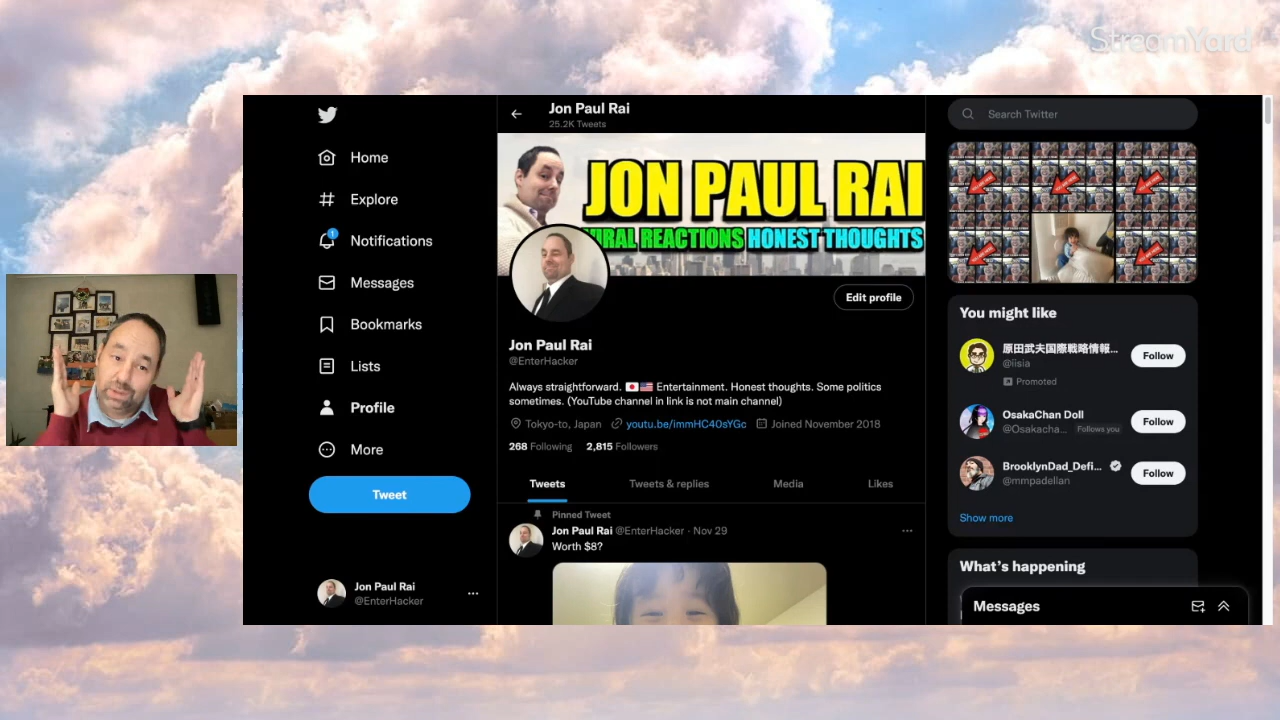 StreamYard
Jon Paul Rai
25.2K Tweets
Search Twitter
Home
Explore
1
Notifications
Messages
Bookmarks
Lists
Profile
More
Tweet
Jon Paul Rai
@EnterHacker
JON PAUL RAI
IRAL REACTIONS HONEST THOUGHTS
Edit profile
Jon Paul Rai
@EnterHacker
Always straightforward. 🇯🇵🇺🇸 Entertainment. Honest thoughts. Some politics
sometimes. (YouTube channel in link is not main channel)
Tokyo-to, Japan youtu.be/immHC40sYGc Joined November 2018
268 Following 2,815 Followers
Tweets Tweets & replies Media Likes
Pinned Tweet
Jon Paul Rai @EnterHacker · Nov 29
Worth $8?
You might like
原田武夫国際戦略情報...
@iisia
Follow
Promoted
OsakaChan Doll
@Osakacha... Follows you
Follow
BrooklynDad_Defi...
@mmpadellan
Follow
Show more
What's happening
Messages